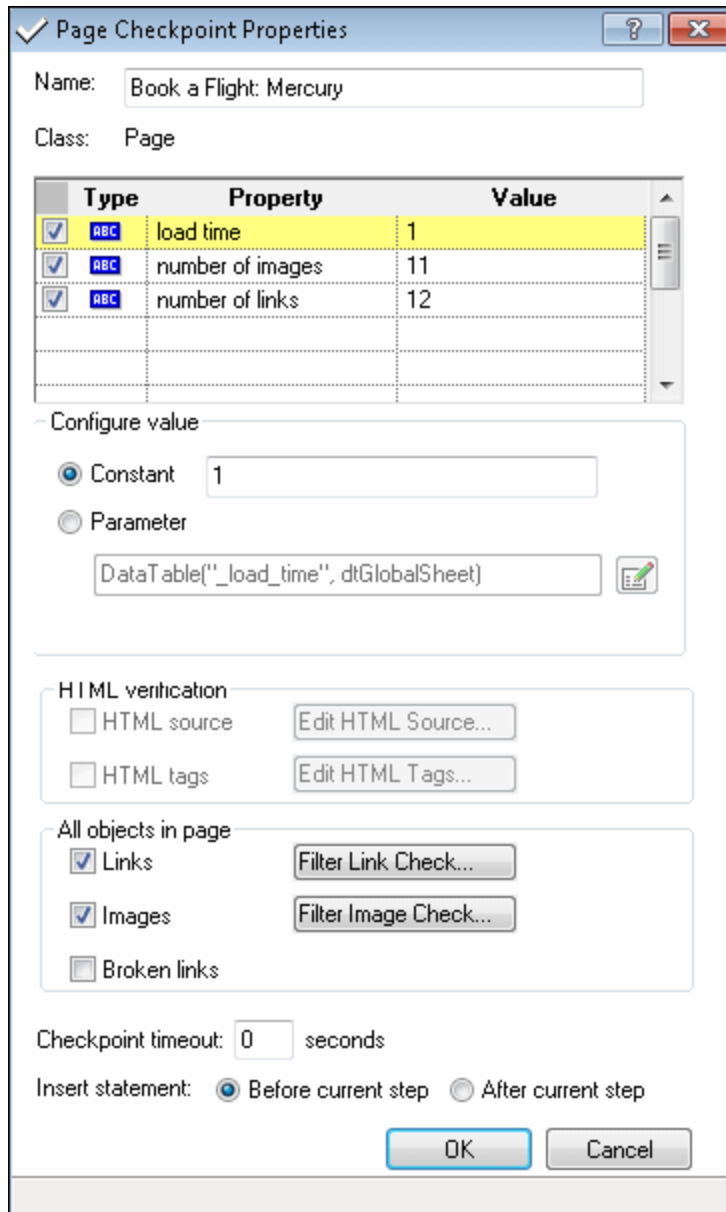 Page Checkpoint Properties ?
Name: Book a Flight: Mercury
Class: Page
Type Property Value
ABC load time 1
ABC number of images 11
ABC number of links 12
Configure value
Constant 1
Parameter
DataTable("_load_time", dtGlobalSheet)
HTML verification
HTML source Edit HTML Source...
HTML tags Edit HTML Tags...
All objects in page
Links Filter Link Check...
Images Filter Image Check...
Broken links
Checkpoint timeout: 0 seconds
Insert statement: Before current step After current step
OK Cancel